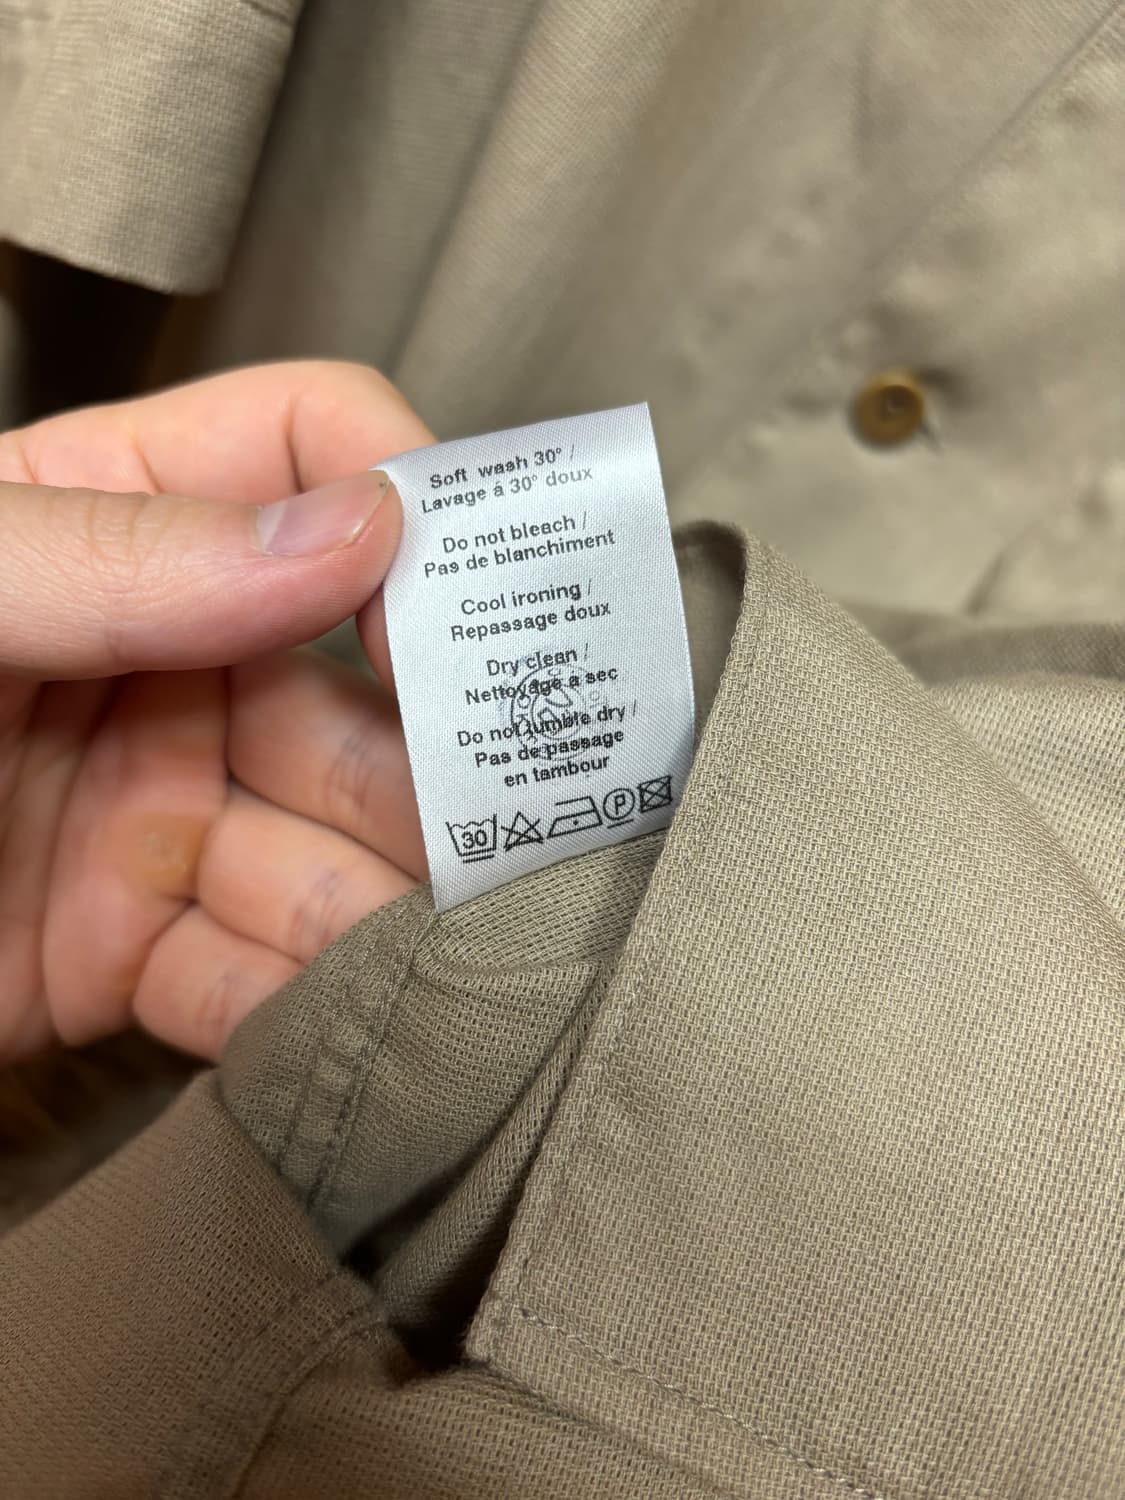 Soft wash 30° /
Lavage á 30° doux
Do not bleach /
Pas de blanchiment
Cool ironing /
Repassage doux
Dry clean /
Nettoyage a sec
Do not tumble dry /
Pas de passage
en tambour
30 P